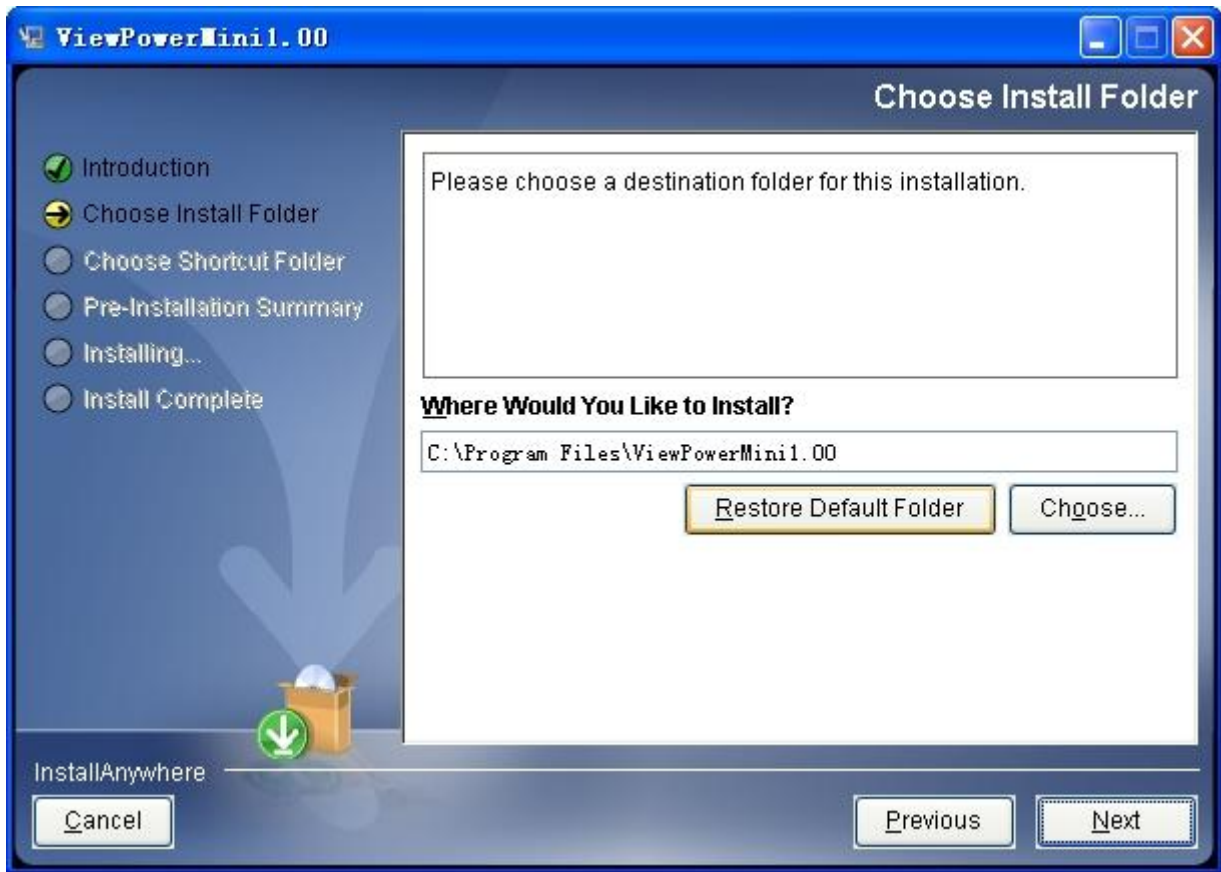 ViewPowerMini1.00
Choose Install Folder
Introduction
Choose Install Folder
Choose Shortcut Folder
Pre-Installation Summary
Installing...
Install Complete
Please choose a destination folder for this installation.
Where Would You Like to Install?
C:\Program Files\ViewPowerMini1.00
Restore Default Folder
Choose...
InstallAnywhere
Cancel
Previous
Next